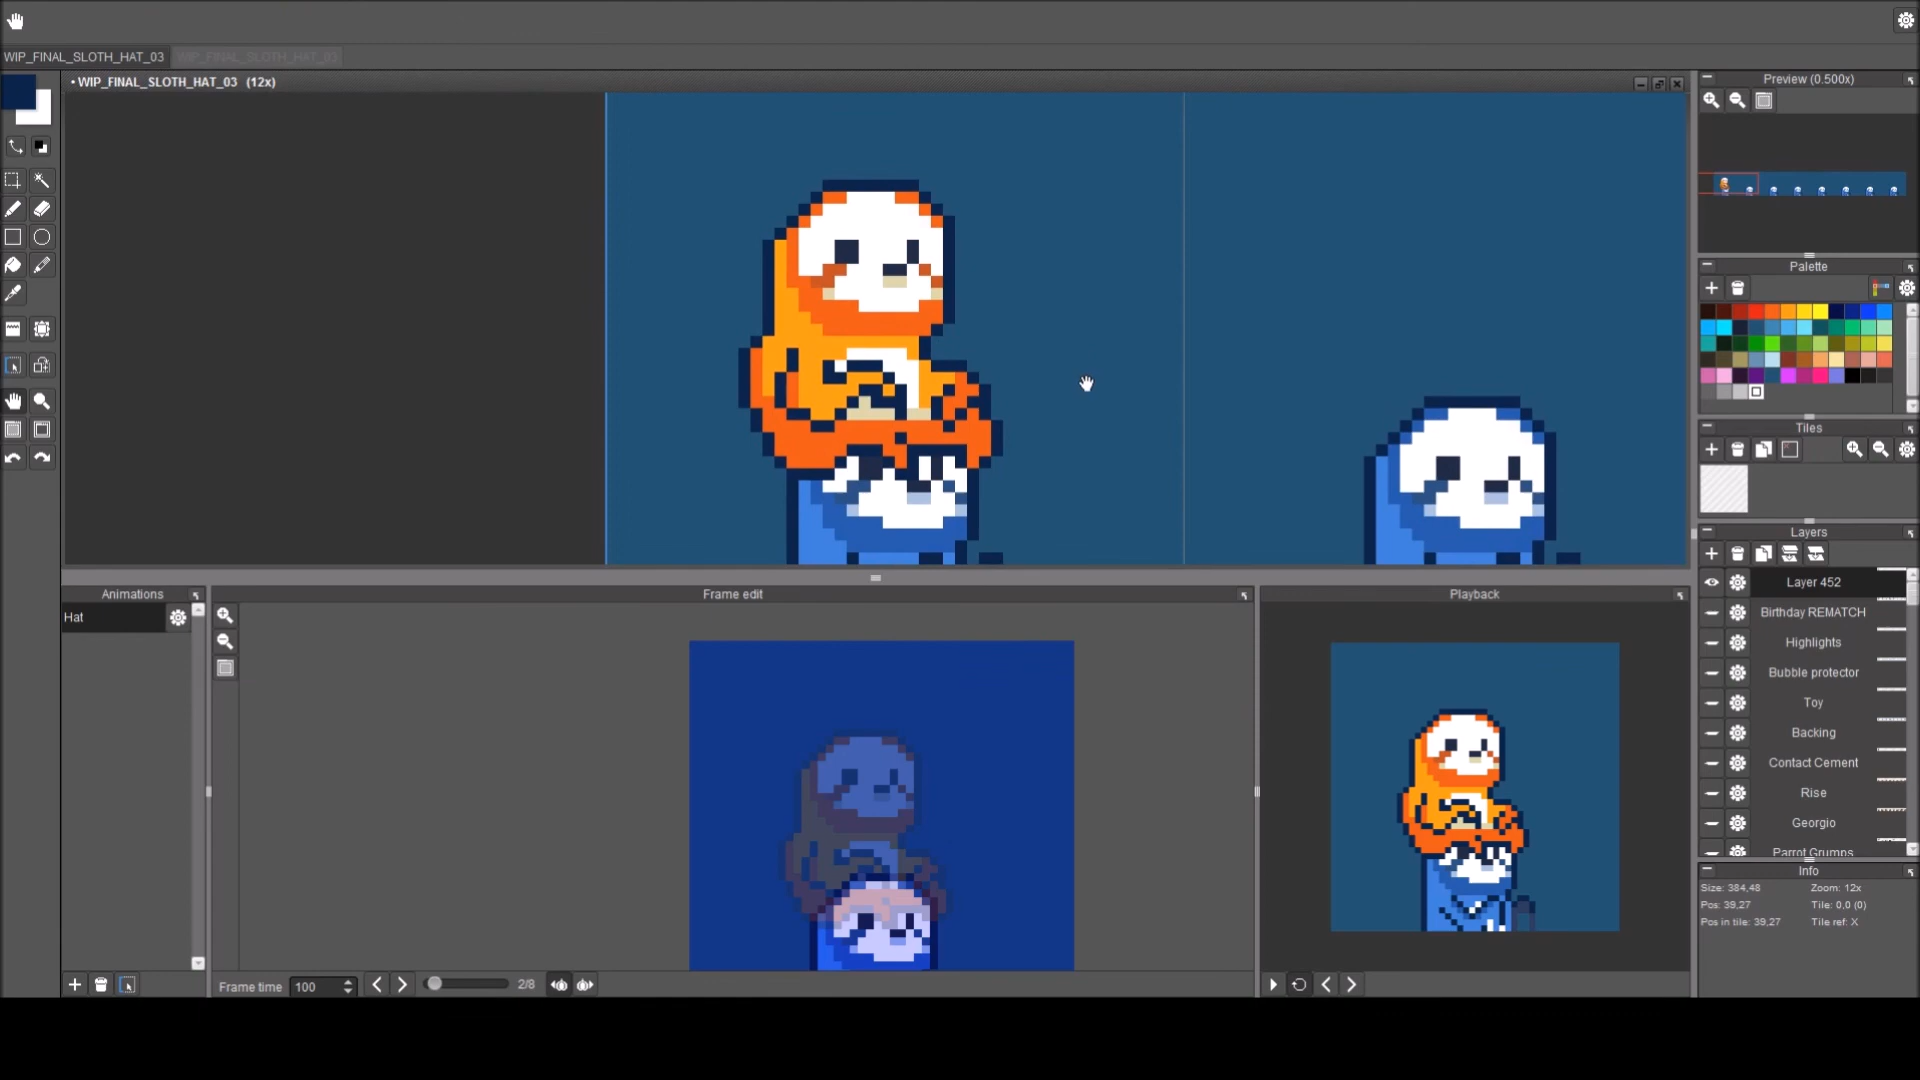 WIP_FINAL_SLOTH_HAT_03
WIP_FINAL_SLOTH_HAT_03
• WIP_FINAL_SLOTH_HAT_03 (12x)
Preview (0.500x)
Palette
Tiles
Layers
Layer 452
Birthday REMATCH
Highlights
Bubble protector
Toy
Backing
Contact Cement
Rise
Georgio
Parrot Grumps
Info
Size: 384,48 Zoom: 12x
Pos: 39,27 Tile: 0,0 (0)
Pos in tile: 39,27 Tile ref: X
Animations
Hat
Frame edit
Frame time 100
2/8
Playback